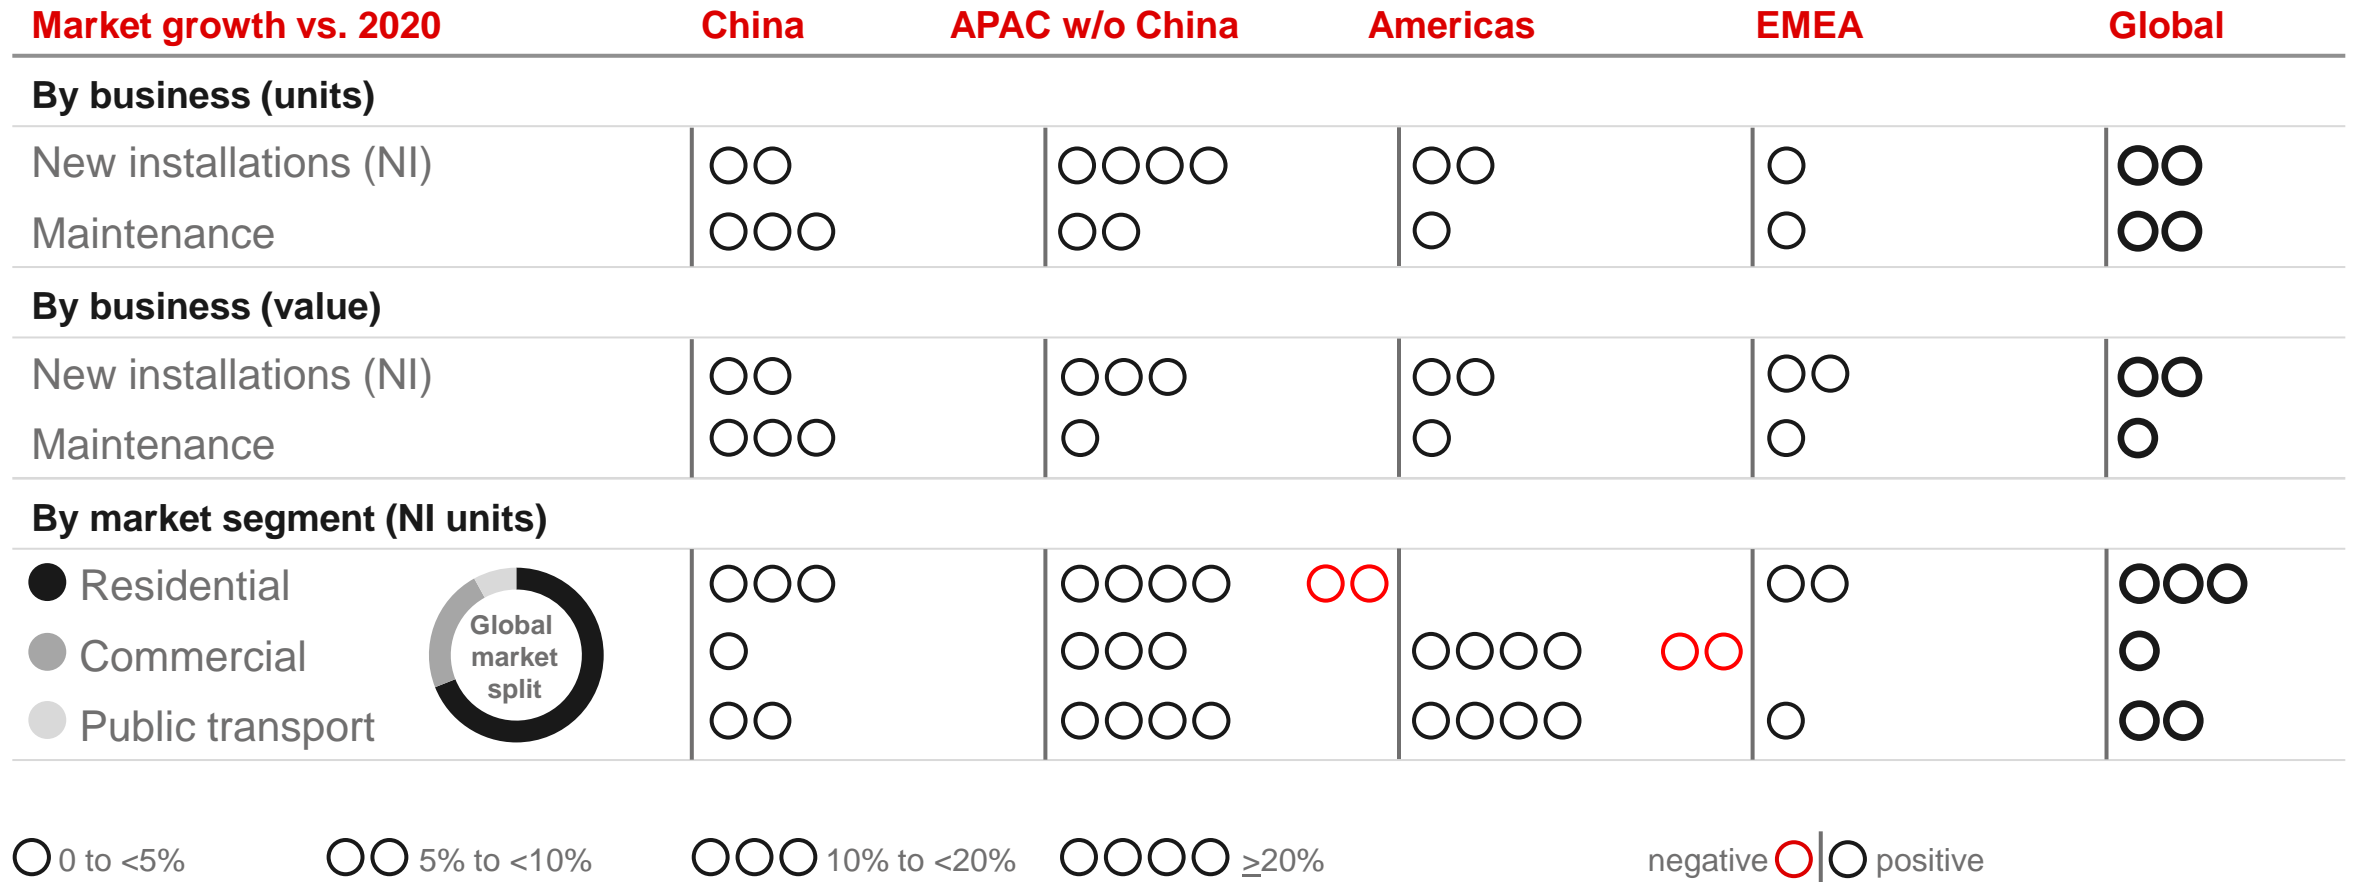 Market growth vs. 2020 China APAC w/o China Americas EMEA Global
By business (units)
New installations (NI)
Maintenance
By business (value)
New installations (NI)
Maintenance
By market segment (NI units)
Residential
Commercial
Public transport
Global
market
split
0 to <5% 5% to <10% 10% to <20% ≥20% negative positive